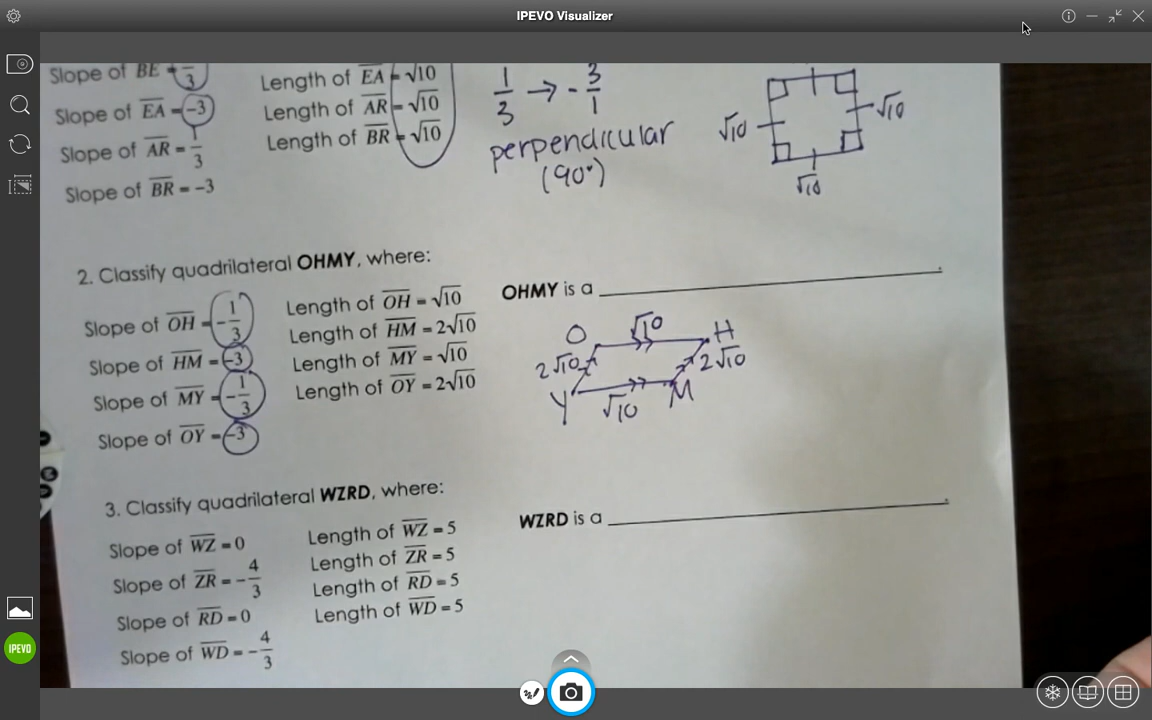 IPEVO Visualizer
Slope of BE = -1/3
Slope of EA = -3
Slope of AR = 1/3
Slope of BR = -3
Length of EA = √10
Length of AR = √10
Length of BR = √10
1/3 → -3/1
perpendicular
(90°)
√10
√10
√10
2. Classify quadrilateral OHMY, where:
Slope of OH = -1/3
Slope of HM = -3
Slope of MY = -1/3
Slope of OY = -3
Length of OH = √10
Length of HM = 2√10
Length of MY = √10
Length of OY = 2√10
OHMY is a ____________________.
O √10 H
2√10 2√10
Y √10 M
3. Classify quadrilateral WZRD, where:
Slope of WZ = 0
Slope of ZR = -4/3
Slope of RD = 0
Slope of WD = -4/3
Length of WZ = 5
Length of ZR = 5
Length of RD = 5
Length of WD = 5
WZRD is a ____________________.
IPEVO